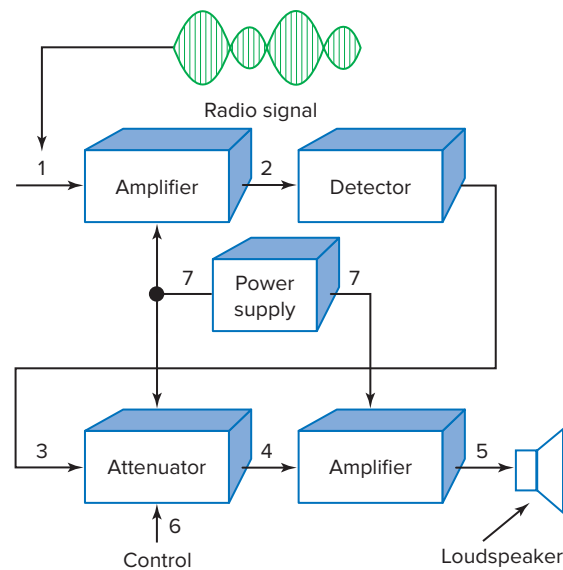 Radio signal
1
Amplifier
2
Detector
7
Power
supply
7
3
Attenuator
4
Amplifier
5
6
Control
Loudspeaker